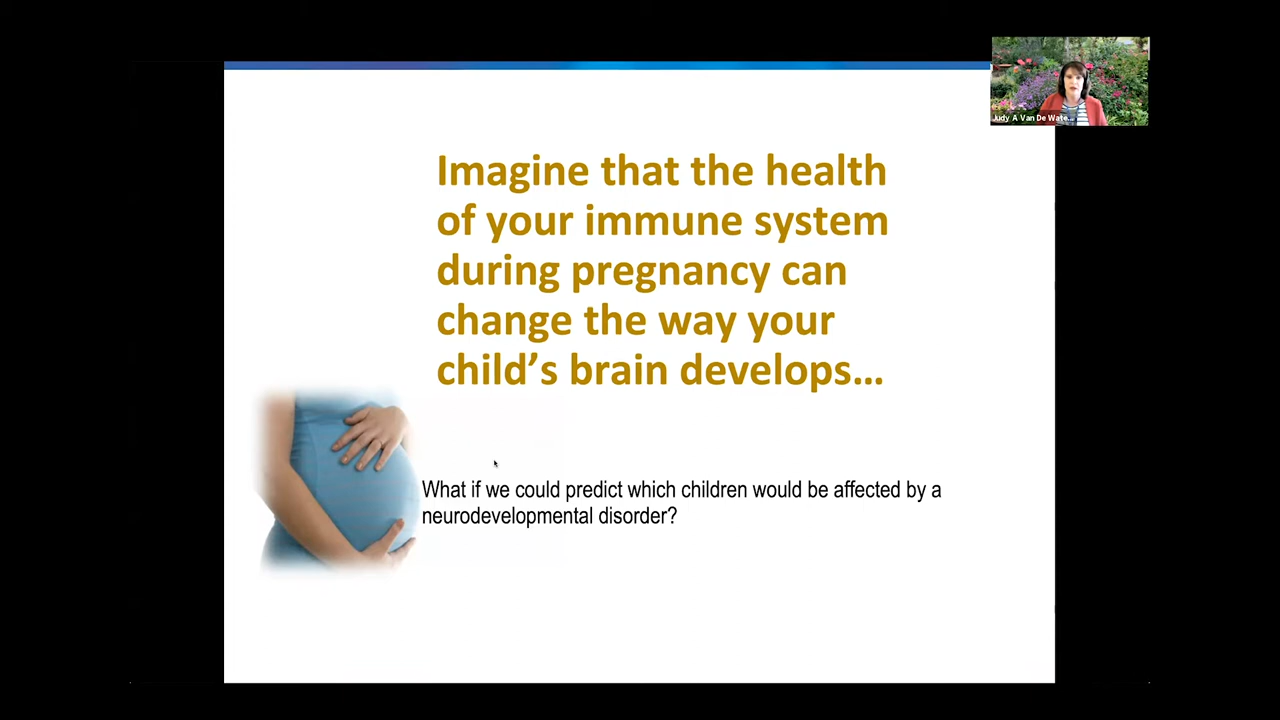 Judy A Van De Wate...
Imagine that the health
of your immune system
during pregnancy can
change the way your
child's brain develops...
What if we could predict which children would be affected by a
neurodevelopmental disorder?